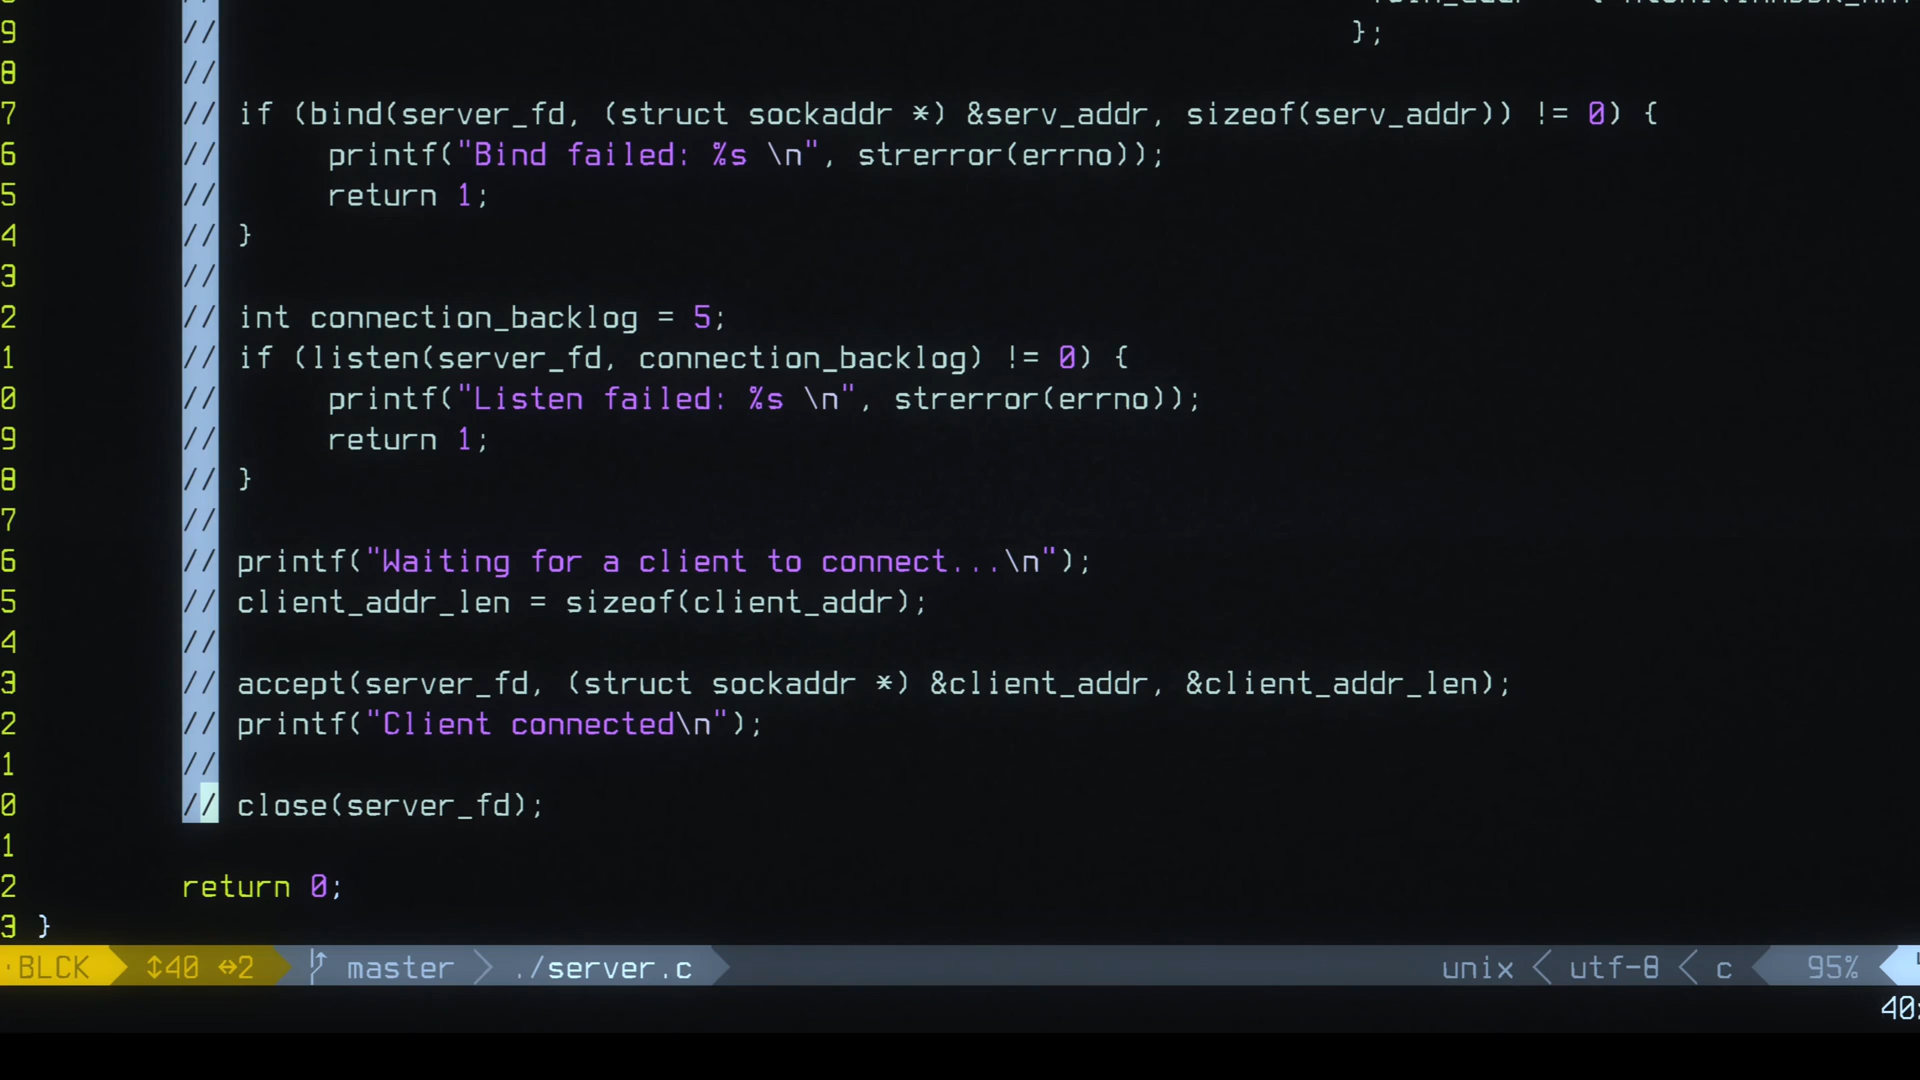 9 // };
8 //
7 // if (bind(server_fd, (struct sockaddr *) &serv_addr, sizeof(serv_addr)) != 0) {
6 // printf("Bind failed: %s \n", strerror(errno));
5 // return 1;
4 // }
3 //
2 // int connection_backlog = 5;
1 // if (listen(server_fd, connection_backlog) != 0) {
0 // printf("Listen failed: %s \n", strerror(errno));
9 // return 1;
8 // }
7 //
6 // printf("Waiting for a client to connect...\n");
5 // client_addr_len = sizeof(client_addr);
4 //
3 // accept(server_fd, (struct sockaddr *) &client_addr, &client_addr_len);
2 // printf("Client connected\n");
1 //
0 // close(server_fd);
1
2 return 0;
3 }
·BLCK ↕40 ↔2 master ./server.c unix utf-8 c 95%
40: